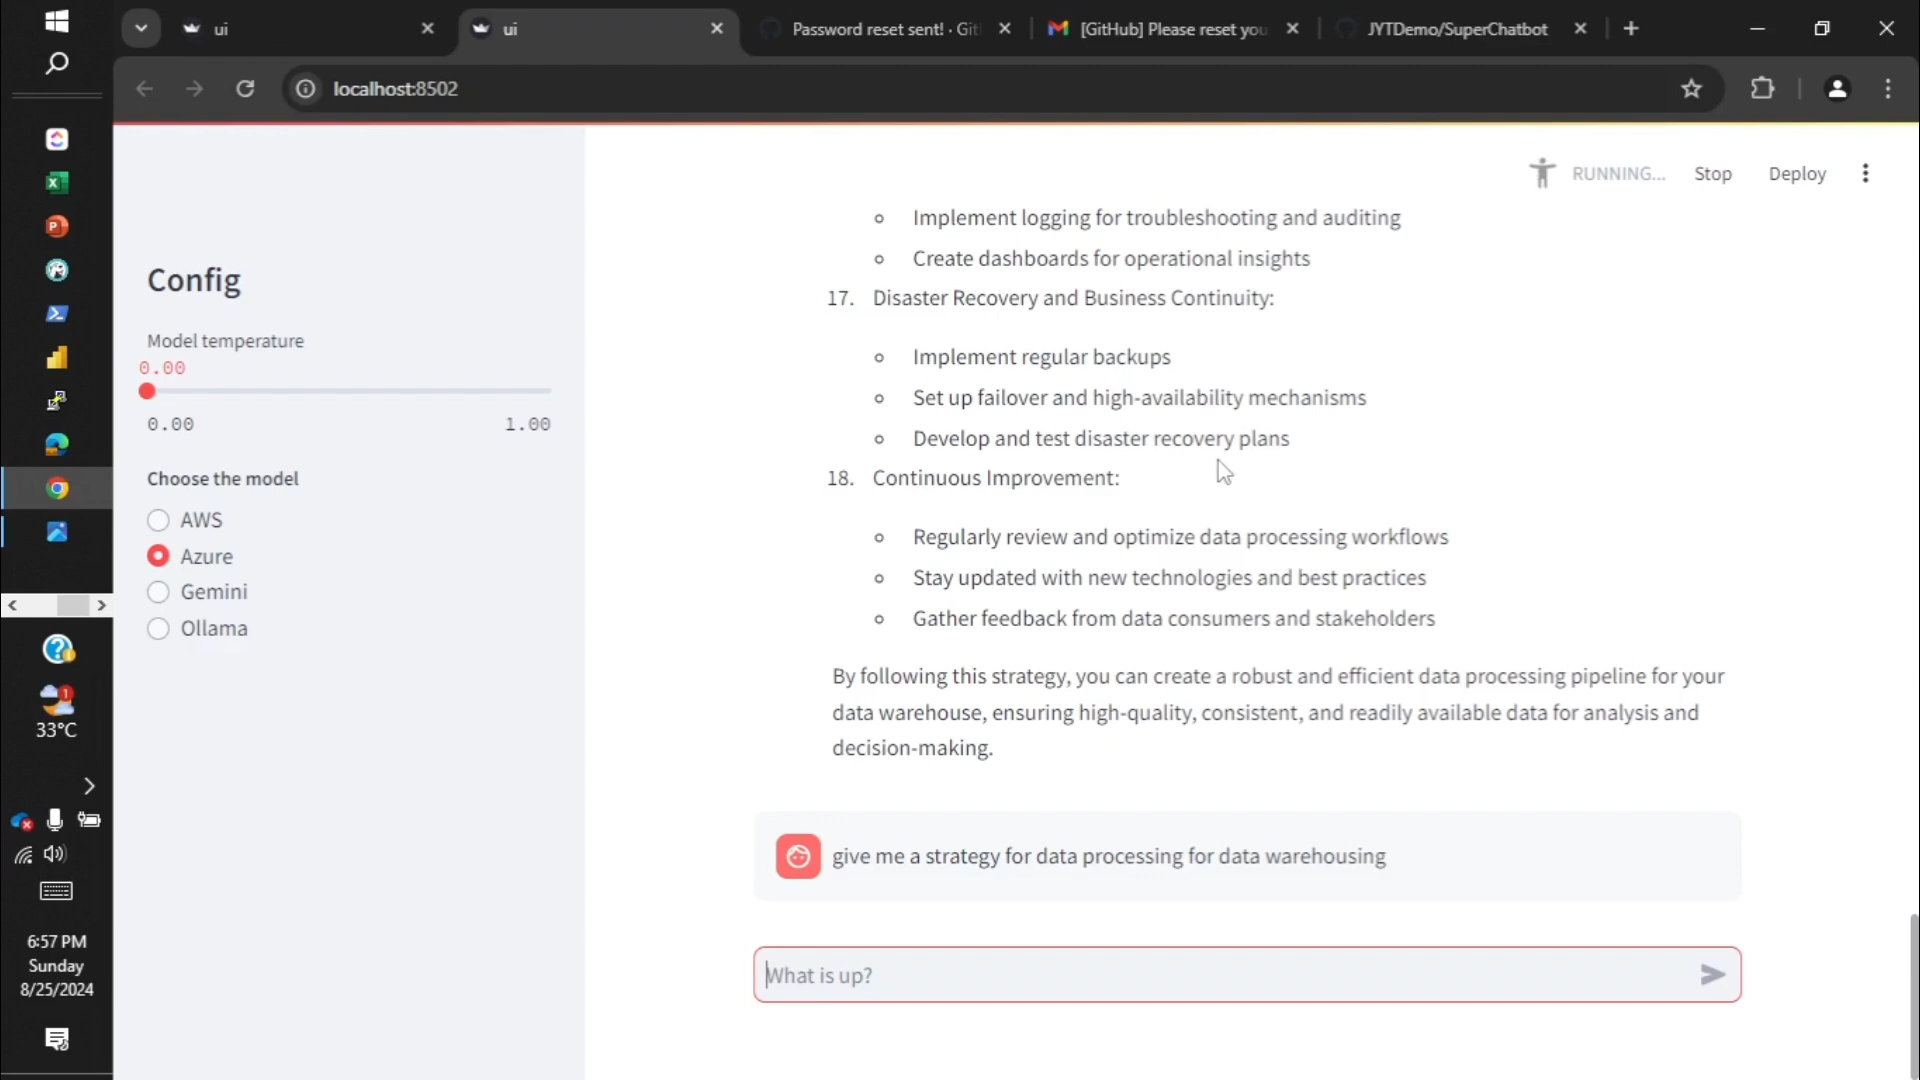 ui
ui
Password reset sent! · Git
[GitHub] Please reset you
JYTDemo/SuperChatbot
localhost:8502
RUNNING...
Stop
Deploy
Config
Model temperature
0.00
0.00
1.00
Choose the model
AWS
Azure
Gemini
Ollama
Implement logging for troubleshooting and auditing
Create dashboards for operational insights
17. Disaster Recovery and Business Continuity:
Implement regular backups
Set up failover and high-availability mechanisms
Develop and test disaster recovery plans
18. Continuous Improvement:
Regularly review and optimize data processing workflows
Stay updated with new technologies and best practices
Gather feedback from data consumers and stakeholders
By following this strategy, you can create a robust and efficient data processing pipeline for your
data warehouse, ensuring high-quality, consistent, and readily available data for analysis and
decision-making.
give me a strategy for data processing for data warehousing
What is up?
1
33°C
6:57 PM
Sunday
8/25/2024